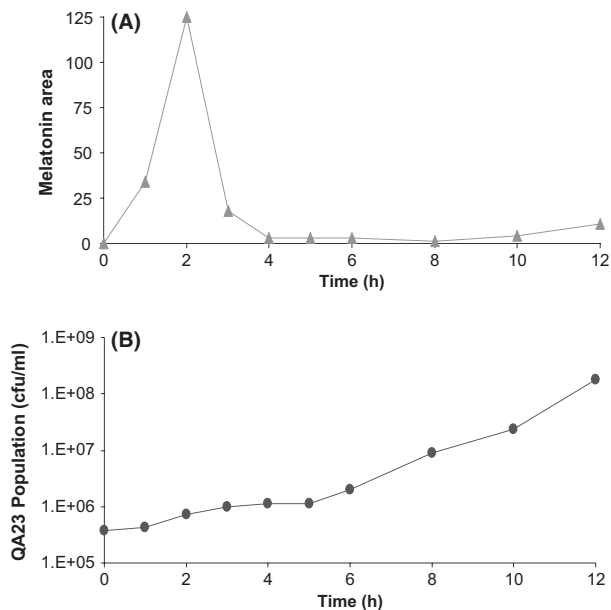 (A)
Melatonin area
125
100
75
50
25
0
0 2 4 6 8 10 12
Time (h)
(B)
QA23 Population (cfu/ml)
1.E+09
1.E+08
1.E+07
1.E+06
1.E+05
0 2 4 6 8 10 12
Time (h)